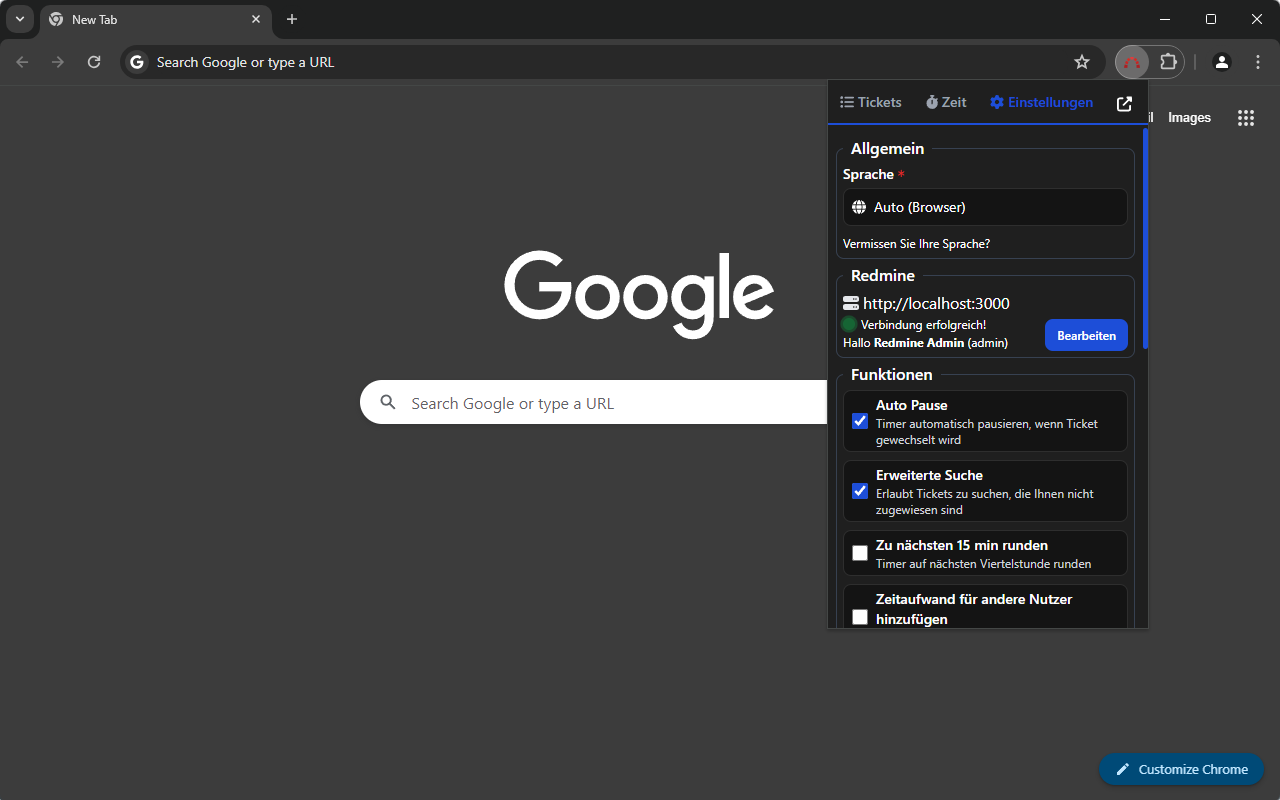 New Tab
Search Google or type a URL
Tickets Zeit Einstellungen
Images
Allgemein
Sprache *
Auto (Browser)
Vermissen Sie Ihre Sprache?
Redmine
http://localhost:3000
Verbindung erfolgreich!
Hallo Redmine Admin (admin)
Bearbeiten
Google
Search Google or type a URL
Funktionen
Auto Pause
Timer automatisch pausieren, wenn Ticket
gewechselt wird
Erweiterte Suche
Erlaubt Tickets zu suchen, die Ihnen nicht
zugewiesen sind
Zu nächsten 15 min runden
Timer auf nächsten Viertelstunde runden
Zeitaufwand für andere Nutzer
hinzufügen
Customize Chrome